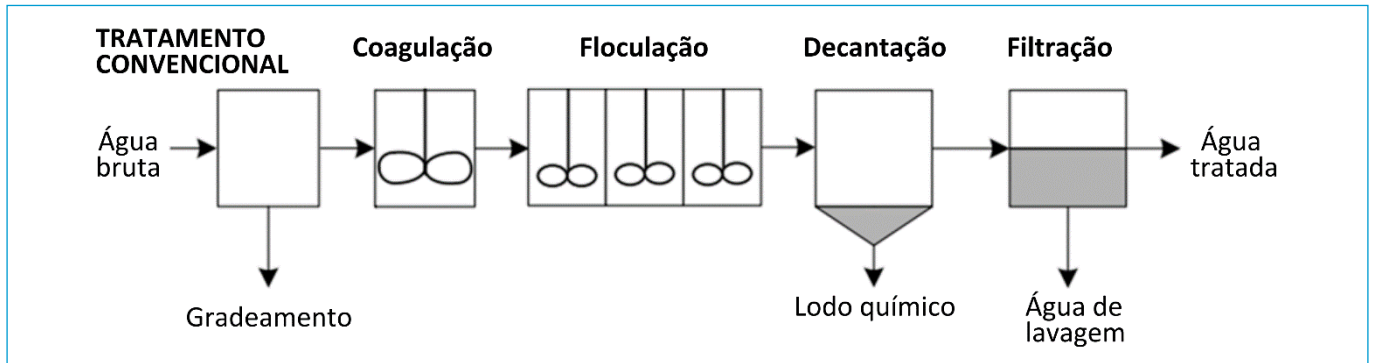 TRATAMENTO
CONVENCIONAL
Coagulação
Floculação
Decantação
Filtração
Água
bruta
Água
tratada
Gradeamento
Lodo químico
Água de
lavagem